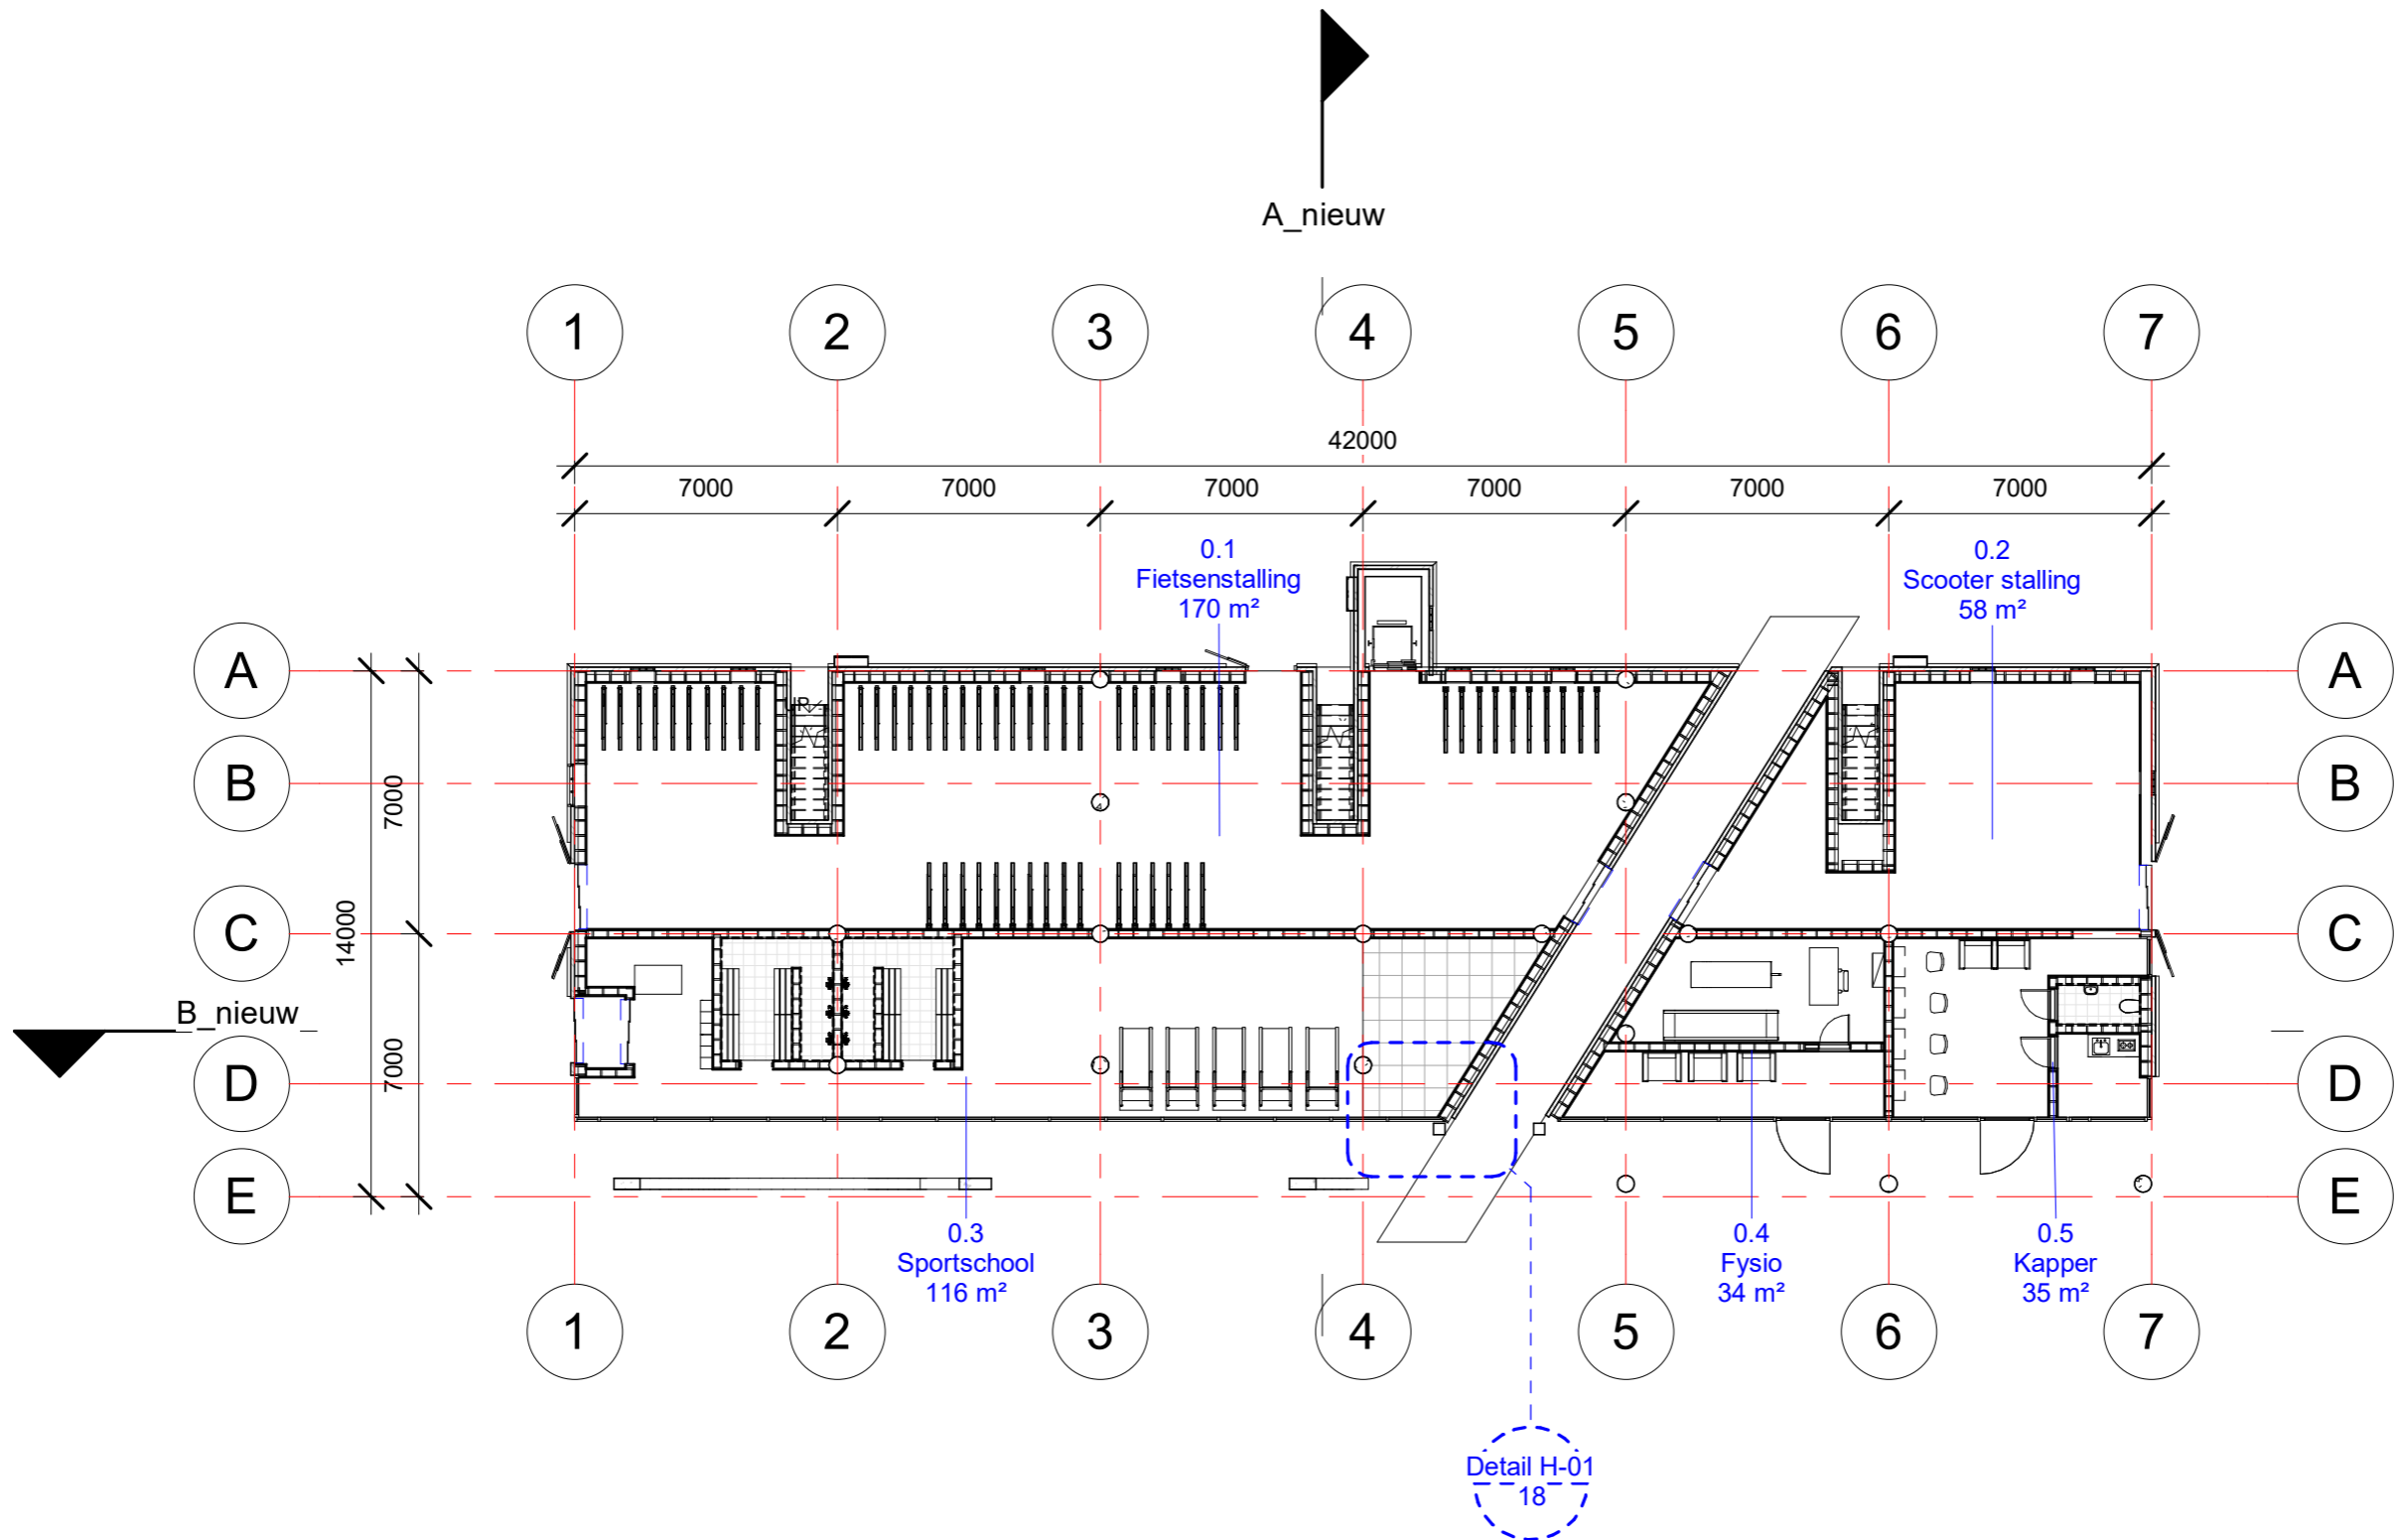 A_nieuw
1 2 3 4 5 6 7
42000
7000 7000 7000 7000 7000 7000
0.1
Fietsenstalling
170 m²
0.2
Scooter stalling
58 m²
A A
B B
7000
C C
14000
B_nieuw
7000
D D
E E
0.3
Sportschool
116 m²
0.4
Fysio
34 m²
0.5
Kapper
35 m²
1 2 3 4 5 6 7
Detail H-01
18